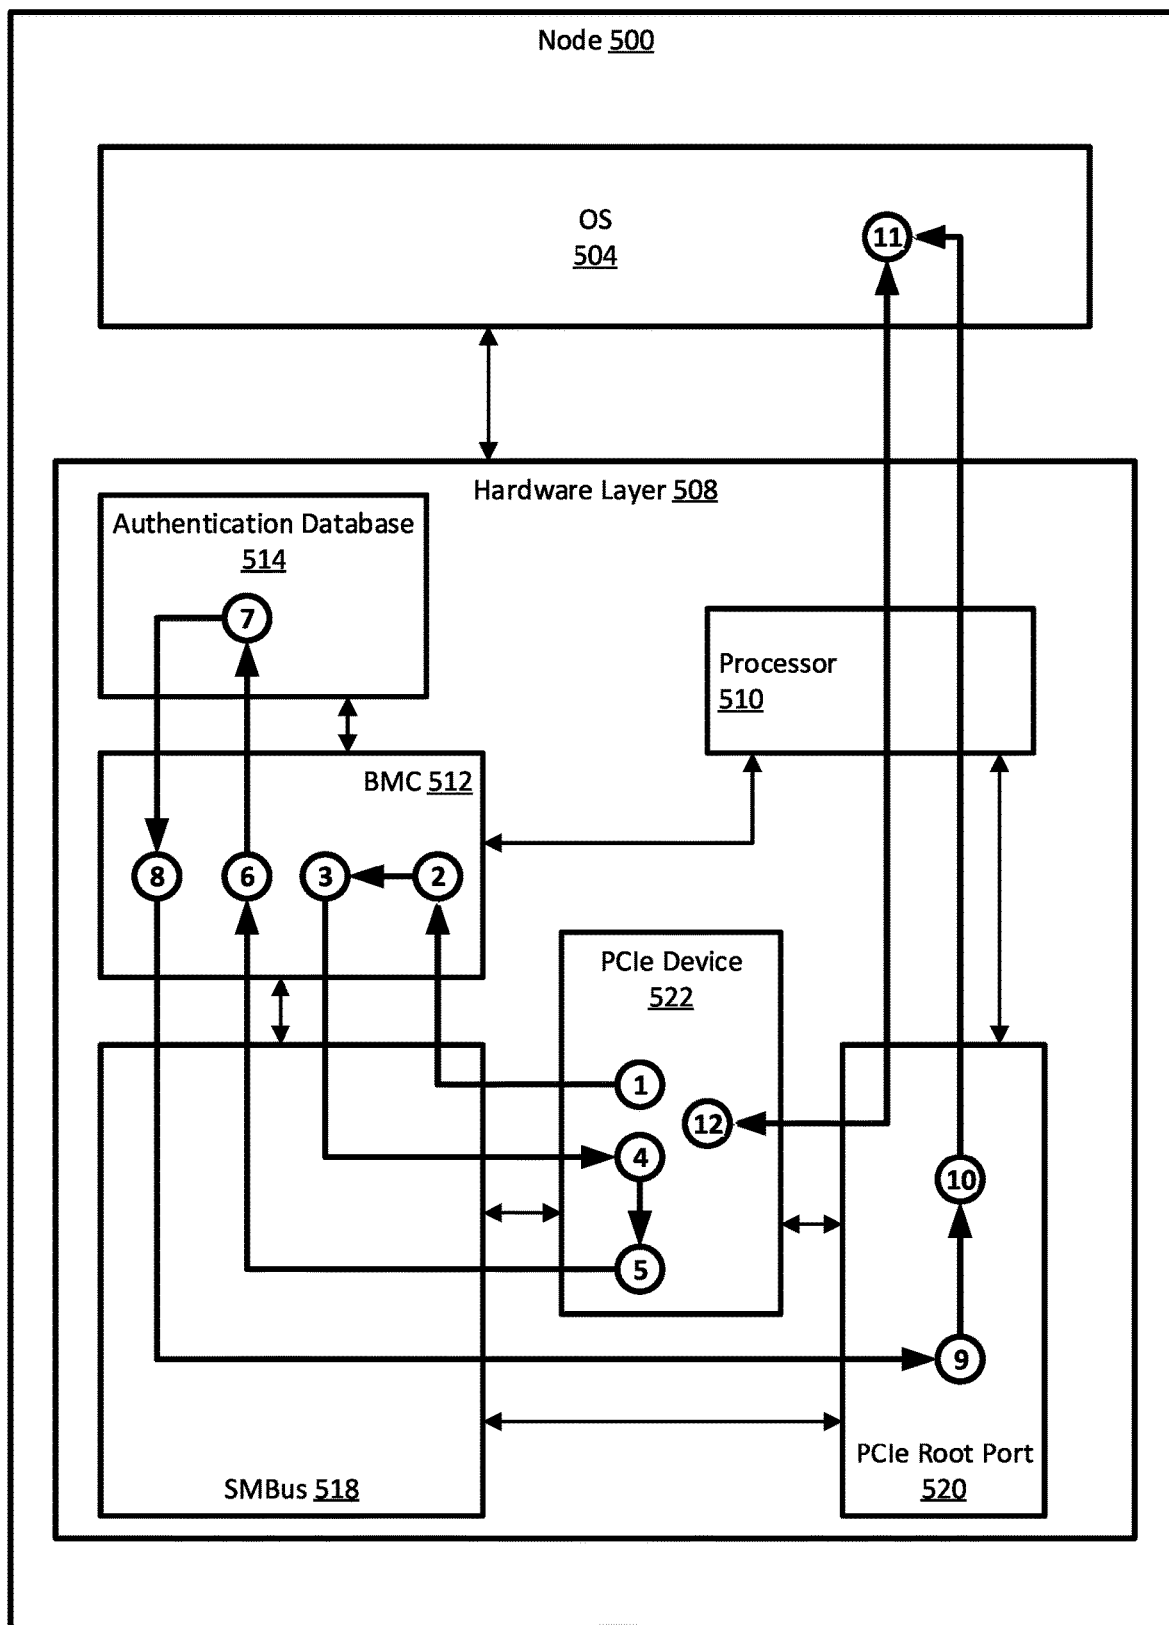 Node 500
OS
504
11
Hardware Layer 508
Authentication Database
514
7
Processor
510
BMC 512
8
6
3
2
PCIe Device
522
1
12
4
10
5
9
PCIe Root Port
520
SMBus 518